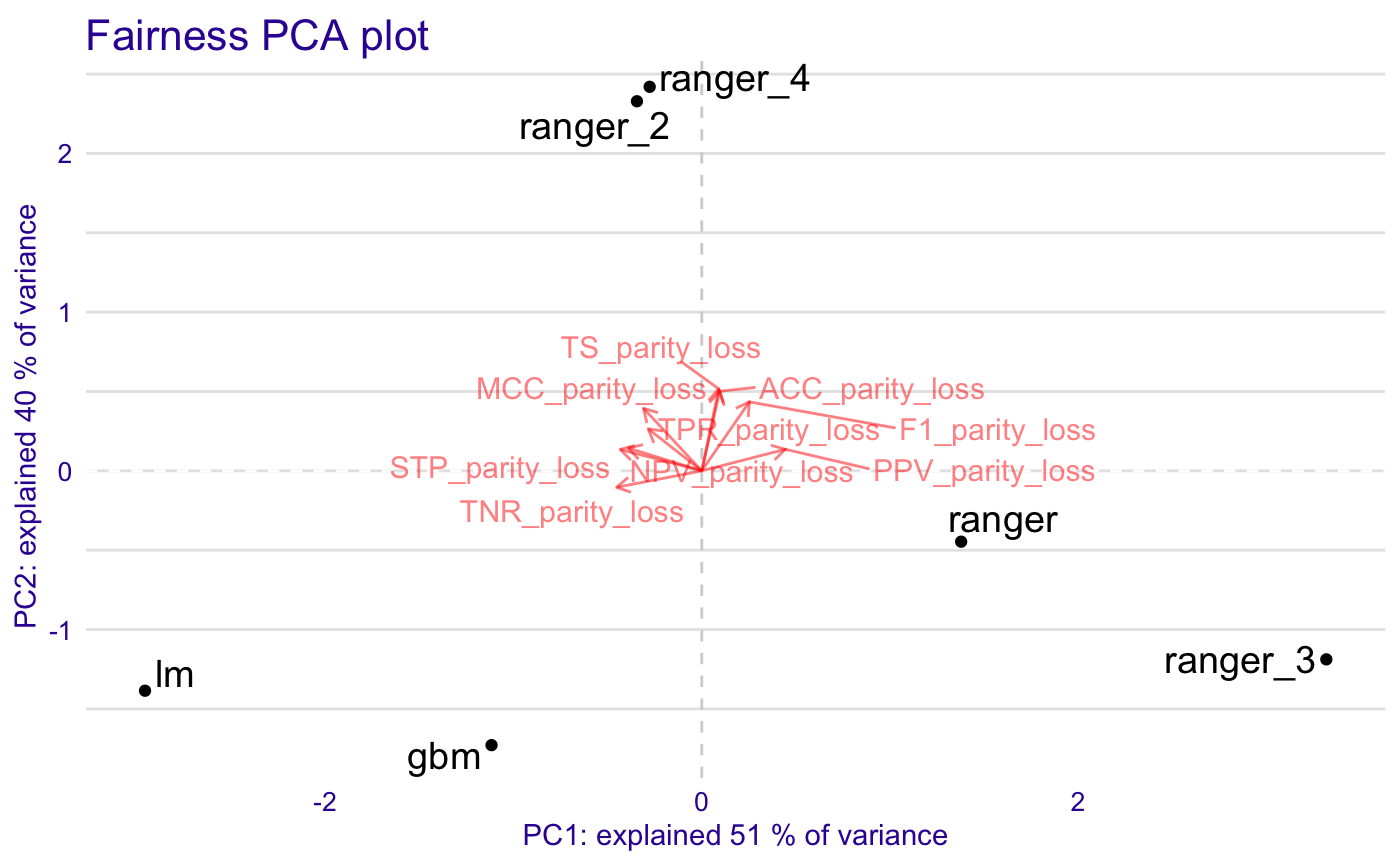 Fairness PCA plot
ranger_4
ranger_2
2
1
0
-1
PC2: explained 40 % of variance
TS_parity_loss
MCC_parity_loss
ACC_parity_loss
TPR_parity_loss
F1_parity_loss
STP_parity_loss
NPV_parity_loss
PPV_parity_loss
TNR_parity_loss
ranger
ranger_3
lm
gbm
-2
0
2
PC1: explained 51 % of variance